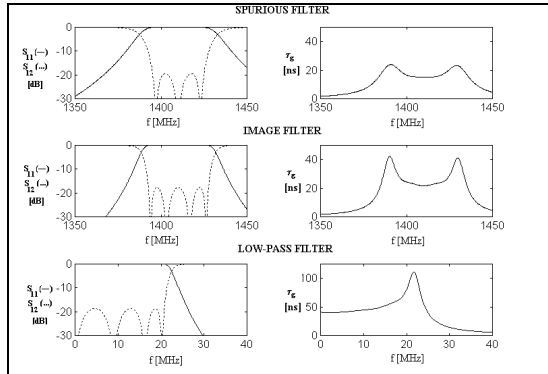 SPURIOUS FILTER
S11(—)
S12(...)
[dB]
0
-10
-20
-30
1350
1400
1450
f [MHz]
τg
[ns]
40
20
0
1350
1400
1450
f [MHz]
IMAGE FILTER
S11(—)
S12(...)
[dB]
0
-10
-20
-30
1350
1400
1450
f [MHz]
τg
[ns]
40
20
0
1350
1400
1450
f [MHz]
LOW-PASS FILTER
S11(—)
S12(...)
[dB]
0
-10
-20
-30
0
10
20
30
40
f [MHz]
τg
[ns]
100
50
0
0
10
20
30
40
f [MHz]